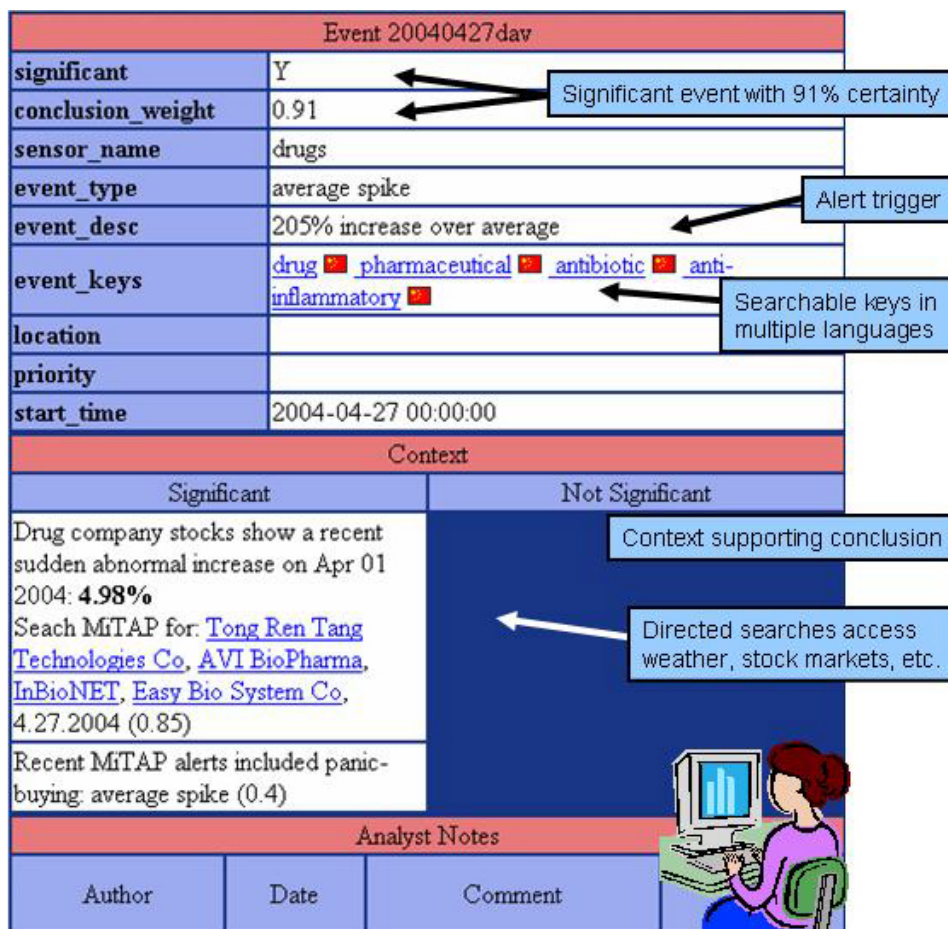 Event 20040427dav
significant
Y
conclusion_weight
0.91
Significant event with 91% certainty
sensor_name
drugs
event_type
average spike
Alert trigger
event_desc
205% increase over average
event_keys
drug pharmaceutical antibiotic anti-
inflammatory
Searchable keys in
multiple languages
location
priority
start_time
2004-04-27 00:00:00
Context
Significant
Not Significant
Drug company stocks show a recent
sudden abnormal increase on Apr 01
2004: 4.98%
Seach MiTAP for: Tong Ren Tang
Technologies Co, AVI BioPharma,
InBioNET, Easy Bio System Co,
4.27.2004 (0.85)
Context supporting conclusion
Directed searches access
weather, stock markets, etc.
Recent MiTAP alerts included panic-
buying: average spike (0.4)
Analyst Notes
Author
Date
Comment